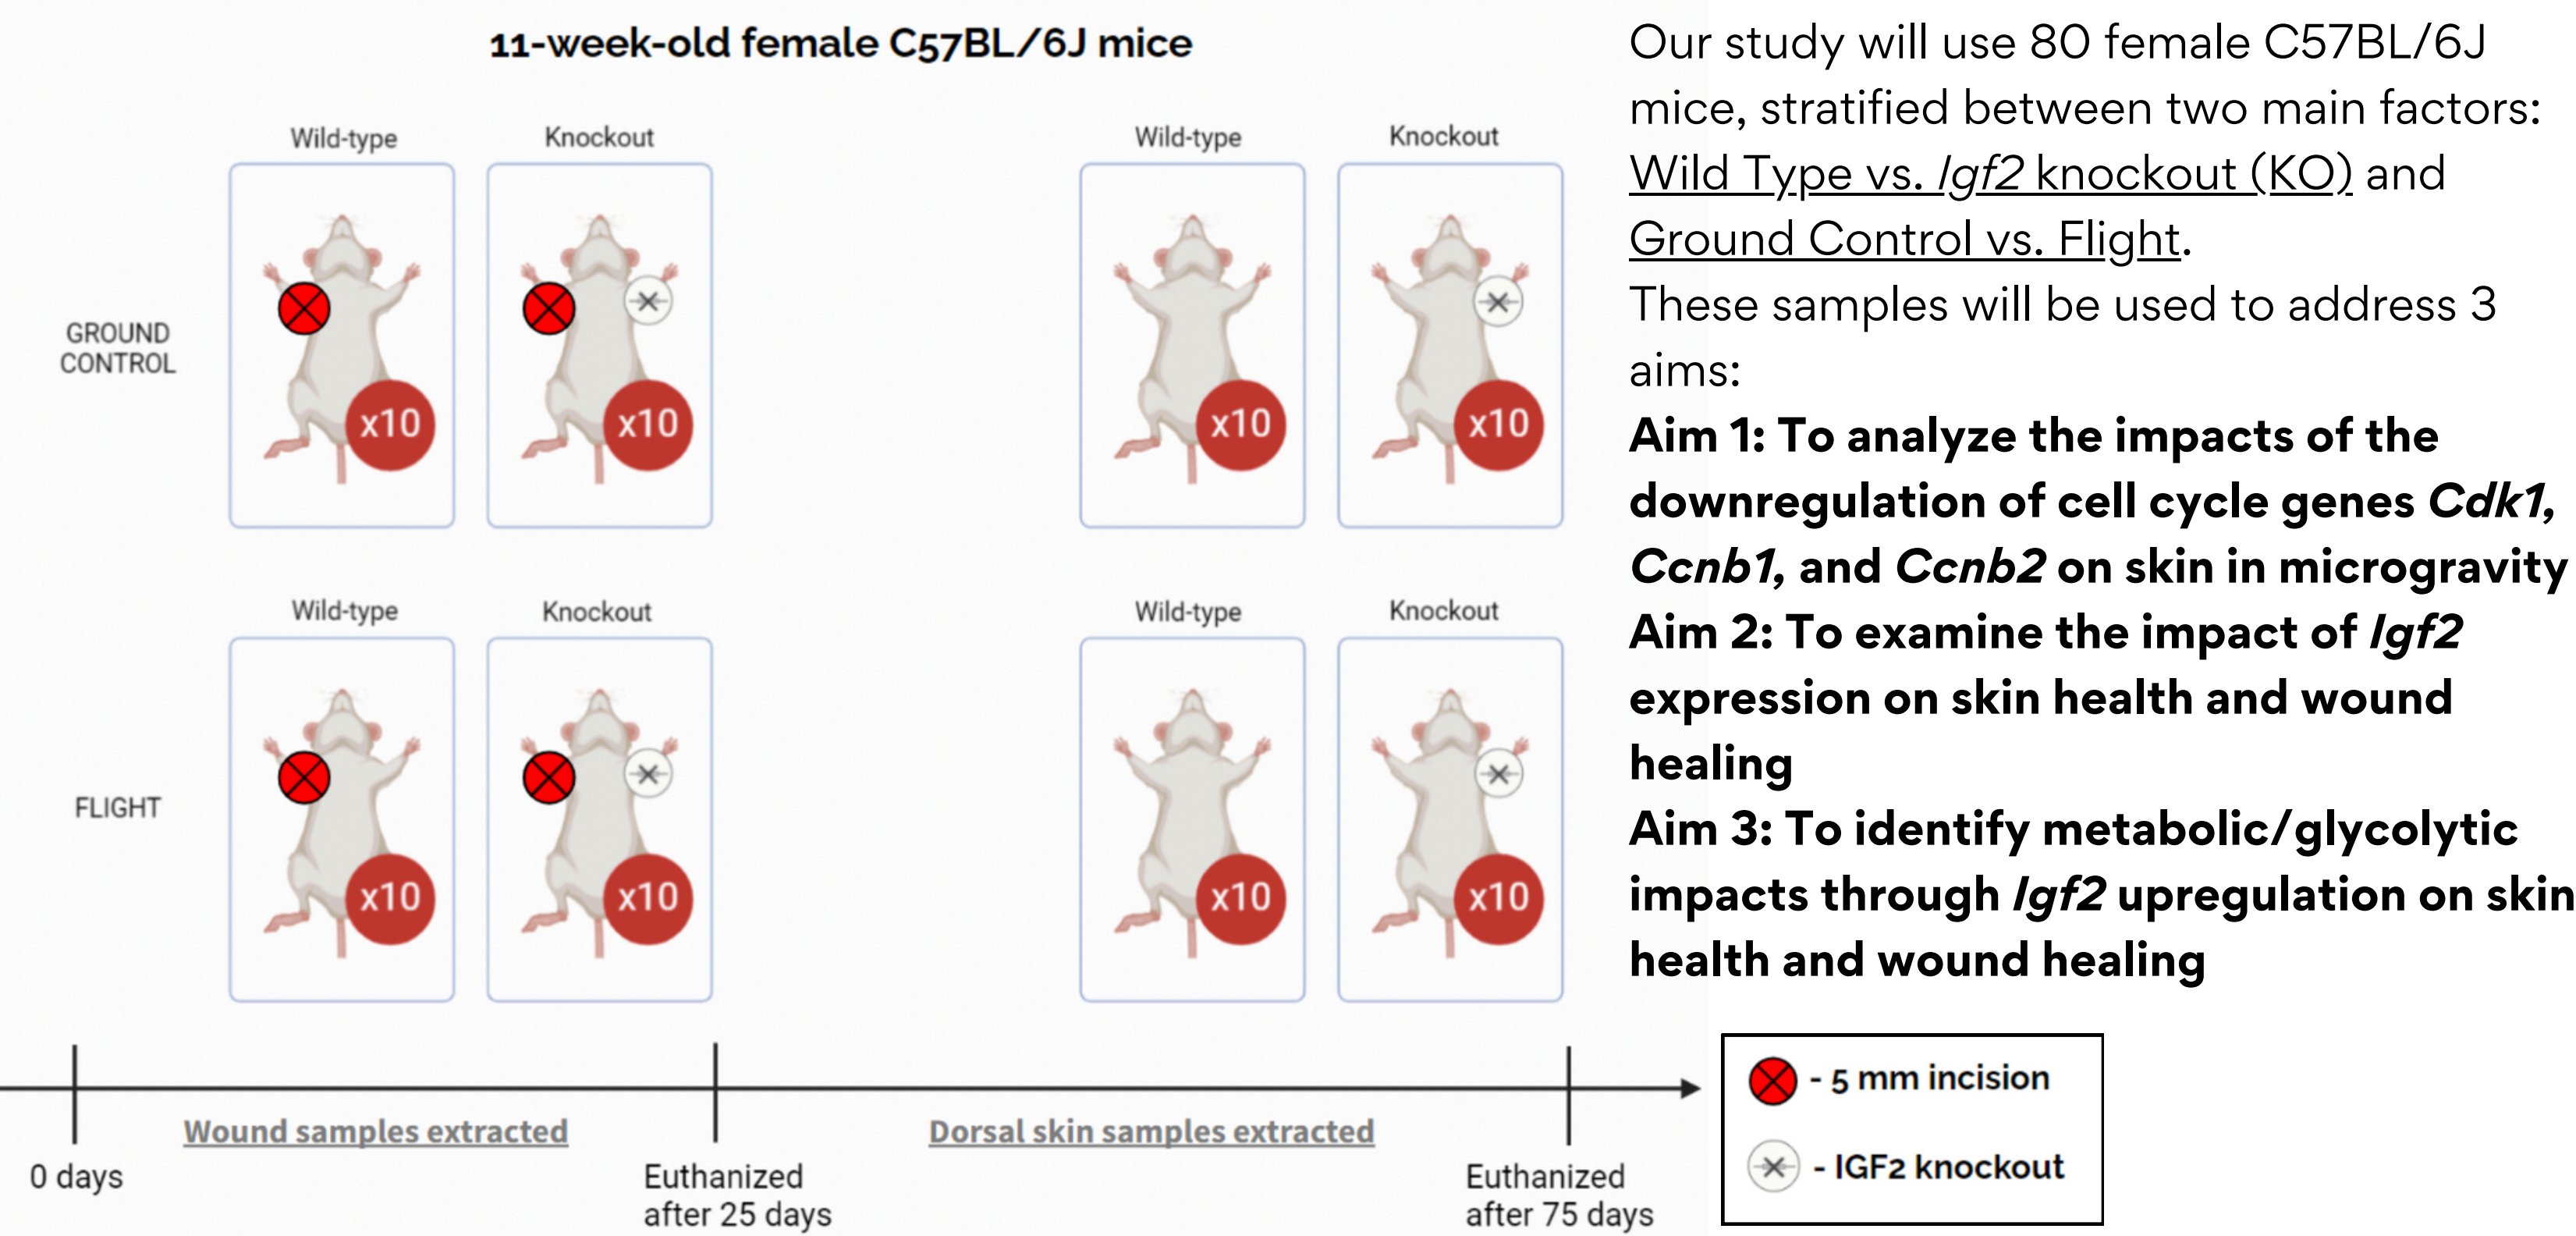 11-week-old female C57BL/6J mice
Wild-type
Knockout
Wild-type
Knockout
GROUND
CONTROL
x10
x10
x10
x10
Wild-type
Knockout
Wild-type
Knockout
FLIGHT
x10
x10
x10
x10
Wound samples extracted
Dorsal skin samples extracted
0 days
Euthanized
after 25 days
Euthanized
after 75 days
Our study will use 80 female C57BL/6J
mice, stratified between two main factors:
Wild Type vs. Igf2 knockout (KO) and
Ground Control vs. Flight.
These samples will be used to address 3
aims:
Aim 1: To analyze the impacts of the
downregulation of cell cycle genes Cdk1,
Ccnb1, and Ccnb2 on skin in microgravity
Aim 2: To examine the impact of Igf2
expression on skin health and wound
healing
Aim 3: To identify metabolic/glycolytic
impacts through Igf2 upregulation on skin
health and wound healing
- 5 mm incision
- IGF2 knockout